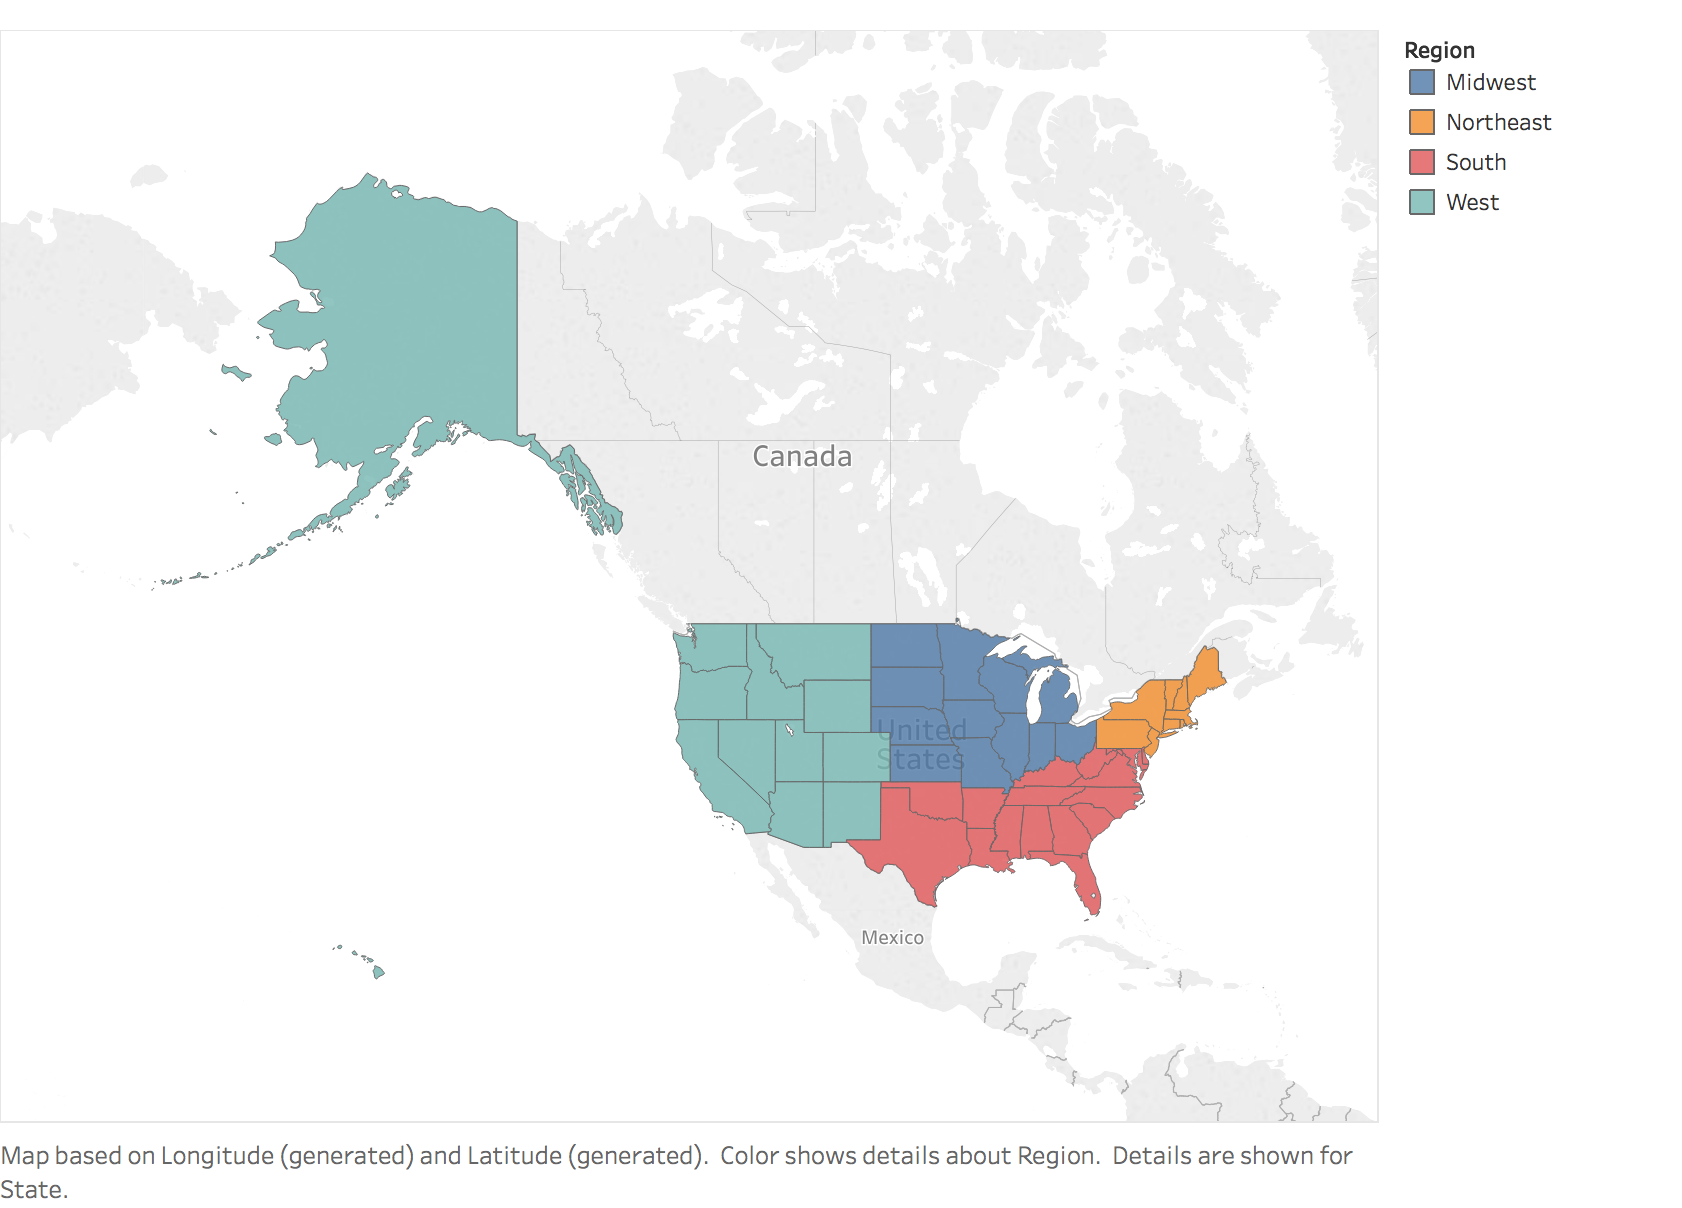 Region
Midwest
Northeast
South
West
Canada
United
States
Mexico
Map based on Longitude (generated) and Latitude (generated).  Color shows details about Region.  Details are shown for
State.